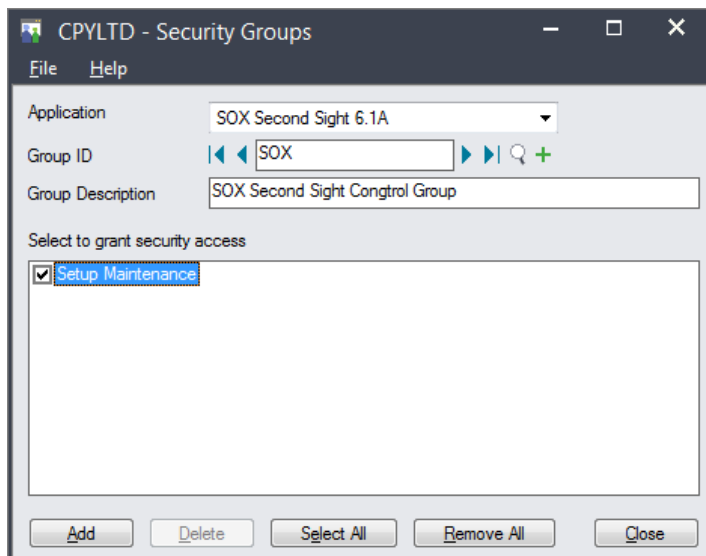 CPYLTD - Security Groups
File Help
Application SOX Second Sight 6.1A
Group ID SOX
Group Description SOX Second Sight Congtrol Group
Select to grant security access
Setup Maintenance
Add Delete Select All Remove All Close